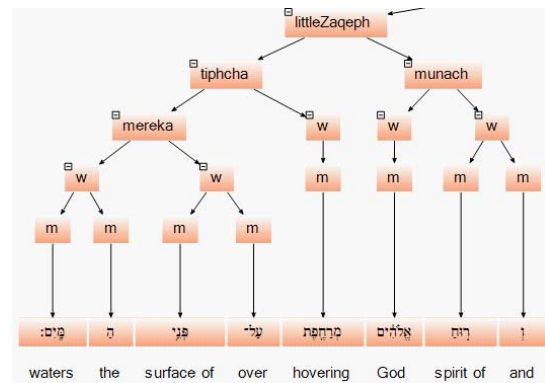 littleZaqeph
tiphcha munach
mereka w w w
w w m m m m
m m m m
וְ ר֣וּחַ אֱלֹהִ֔ים מְרַחֶ֖פֶת עַל־ פְּנֵ֥י הַ מָּֽיִם׃
waters the surface of over hovering God spirit of and